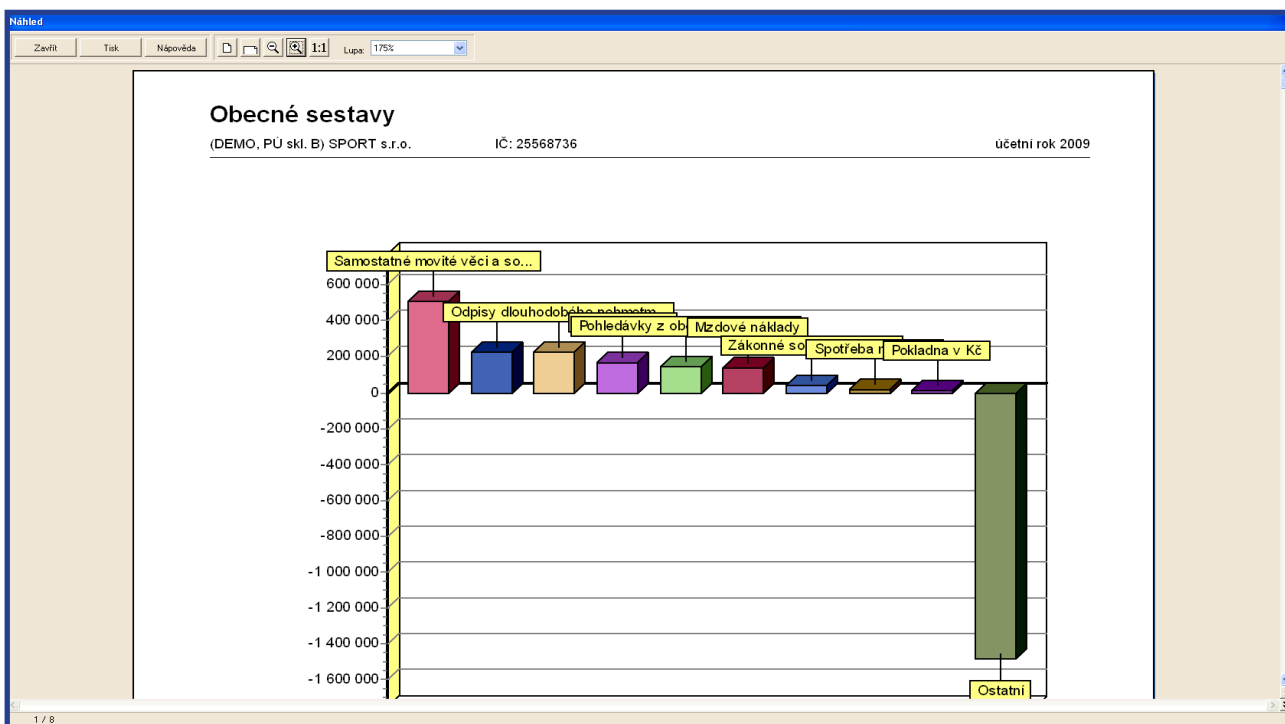 Náhled
Zavřít Tisk Nápověda 1:1 Lupa: 175%
Obecné sestavy
(DEMO, PÚ skl. B) SPORT s.r.o. IČ: 25568736 účetní rok 2009
Samostatné movité věci a so...
600 000
400 000
Odpisy dlouhodobého
Pohledávky z
Mzdové náklady
200 000
Zákonné
Spotřeba
Pokladna v Kč
0
-200 000
-400 000
-600 000
-800 000
-1 000 000
-1 200 000
-1 400 000
-1 600 000
Ostatní
1 / 8